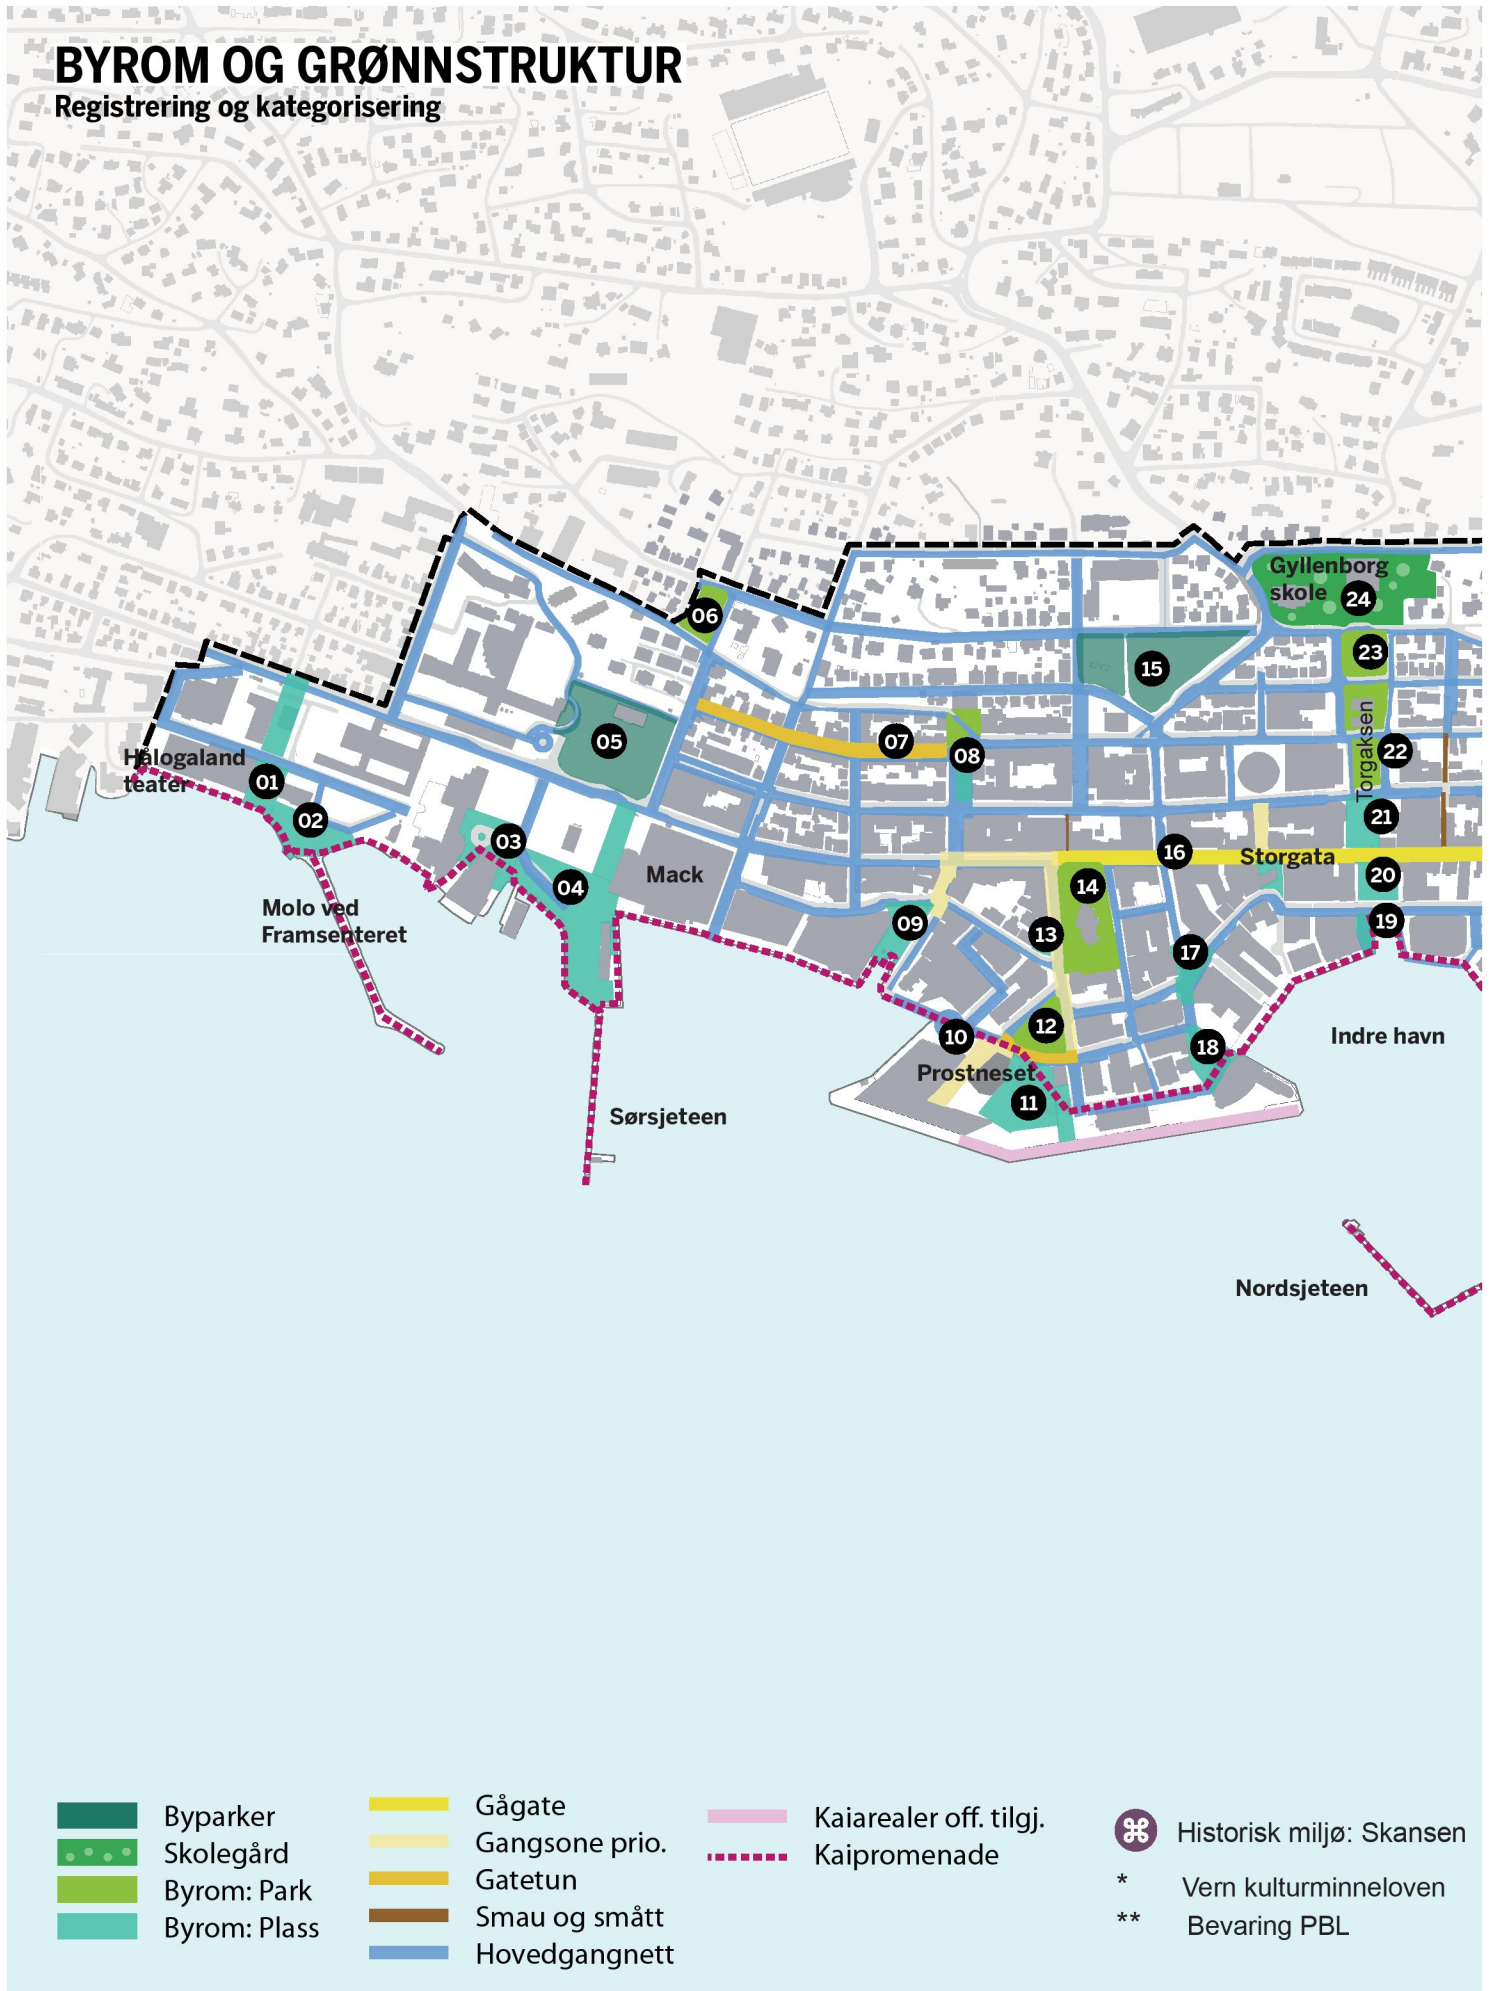 BYROM OG GRØNNSTRUKTUR
Registrering og kategorisering
Gyllenborg
skole
24
06
23
15
Torgaksen
05
07
08
22
Hålogaland
teater
01
02
21
03
16
Storgata
04
Mack
14
20
Molo ved
Framsenteret
09
13
19
17
10
12
18
Indre havn
Prostneset
11
Sørsjeteen
Nordsjeteen
Byparker
Skolegård
Byrom: Park
Byrom: Plass
Gågate
Gangsone prio.
Gatetun
Smau og smått
Hovedgangnett
Kaiarealer off. tilgj.
Kaipromenade
Historisk miljø: Skansen
* Vern kulturminneloven
** Bevaring PBL